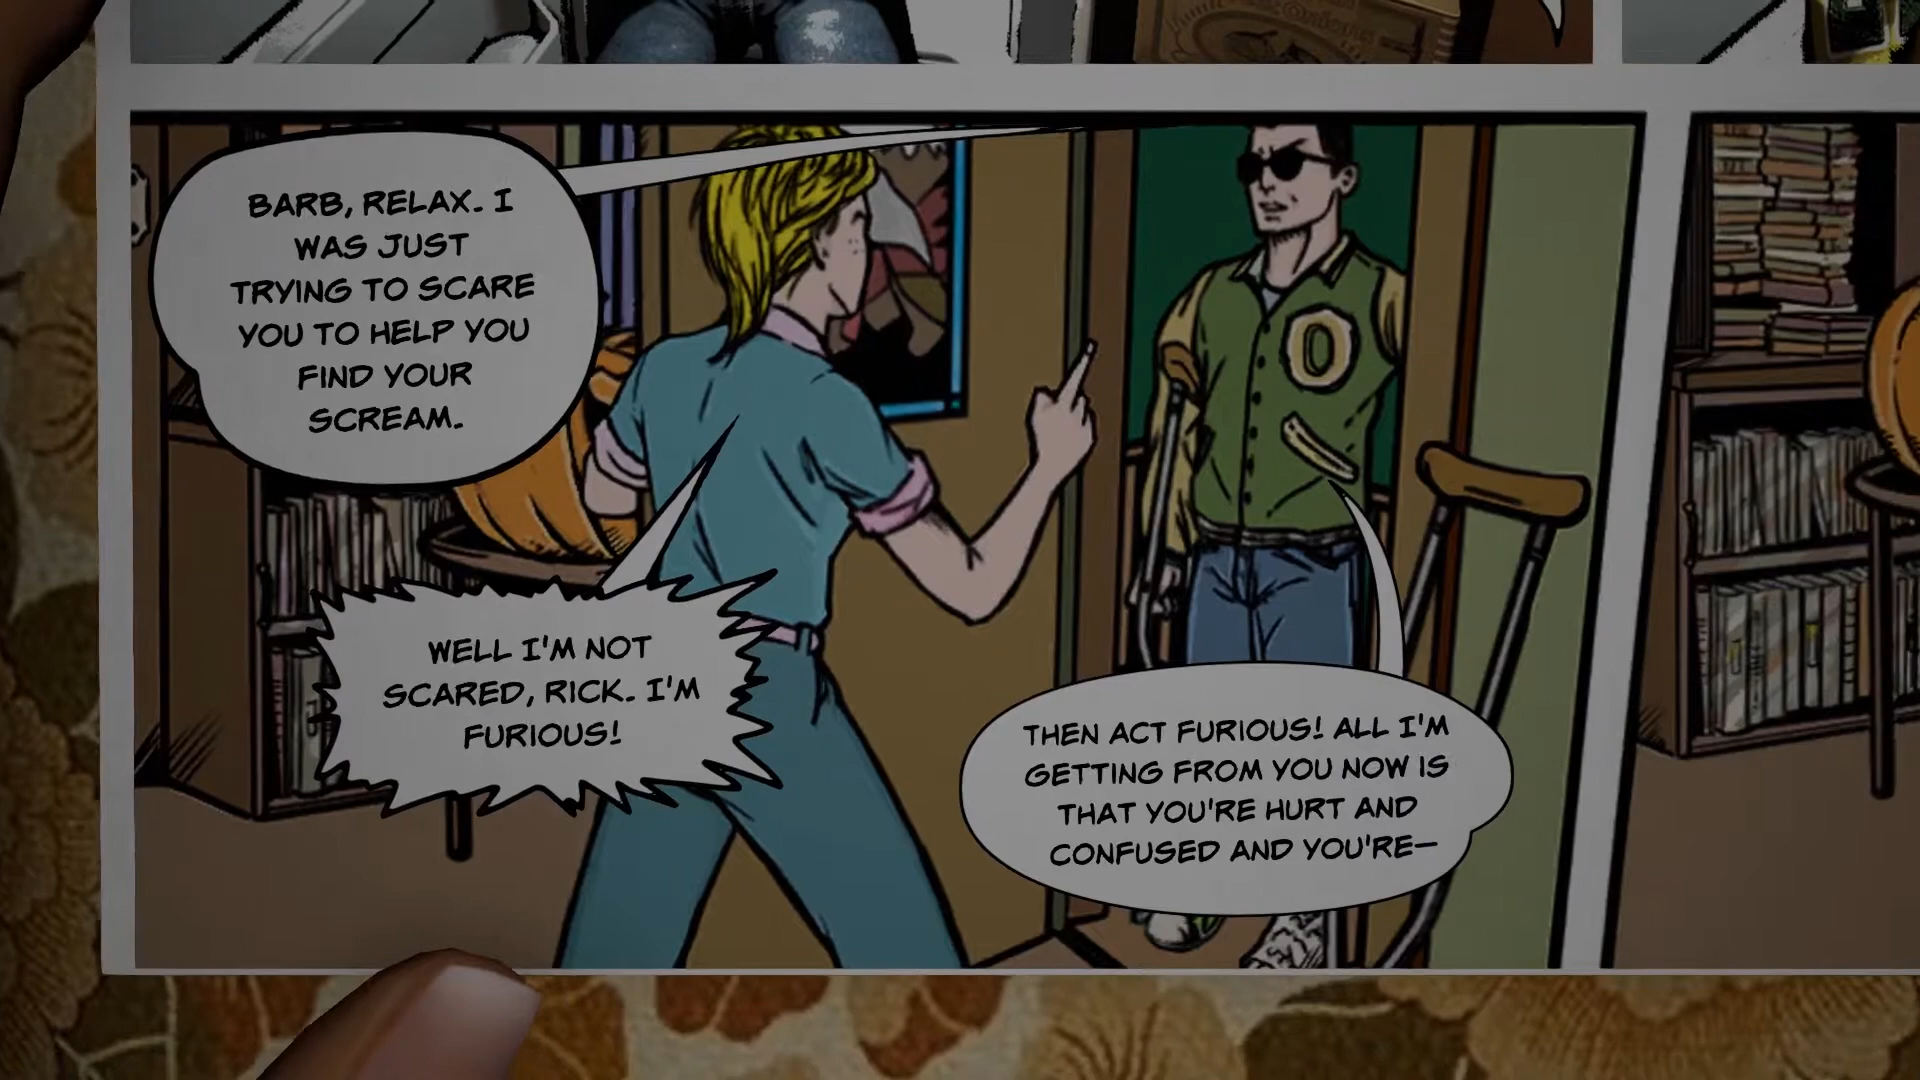 BARB, RELAX. I
WAS JUST
TRYING TO SCARE
YOU TO HELP YOU
FIND YOUR
SCREAM.
WELL I'M NOT
SCARED, RICK. I'M
FURIOUS!
O
THEN ACT FURIOUS! ALL I'M
GETTING FROM YOU NOW IS
THAT YOU'RE HURT AND
CONFUSED AND YOU'RE—